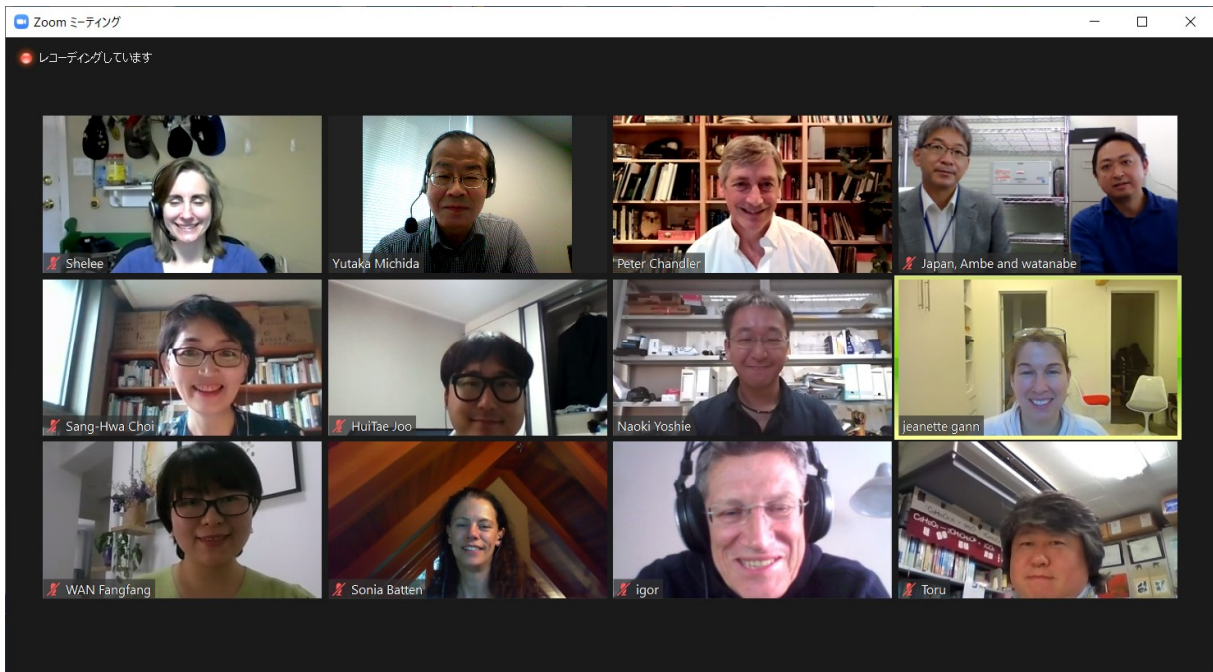 Zoom ミーティング
レコーディングしています
Shelee
Yutaka Michida
Peter Chandler
Japan, Ambe and watanabe
Sang-Hwa Choi
HuiTae Joo
Naoki Yoshie
jeanette gann
WAN Fangfang
Sonia Batten
igor
Toru